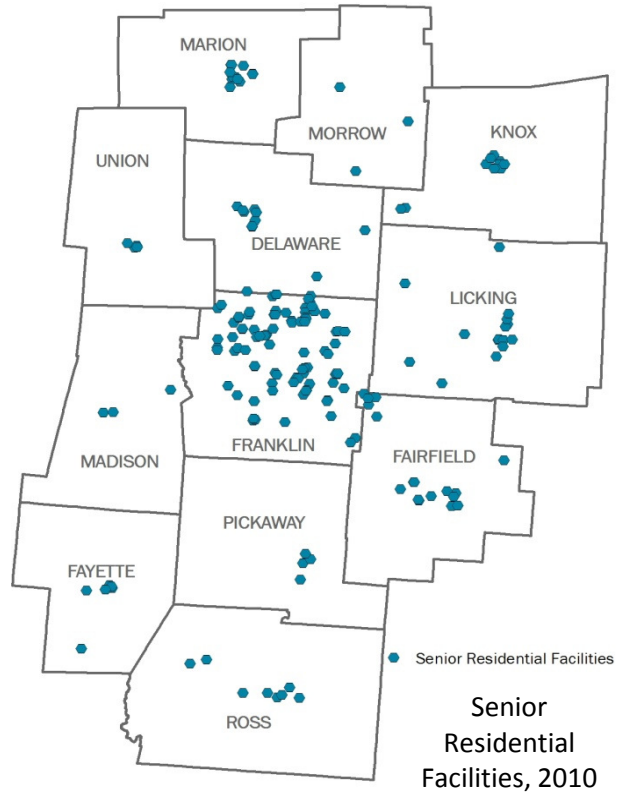 MARION
MORROW
KNOX
UNION
DELAWARE
LICKING
FRANKLIN
MADISON
FAIRFIELD
PICKAWAY
FAYETTE
Senior Residential Facilities
ROSS
Senior
Residential
Facilities, 2010